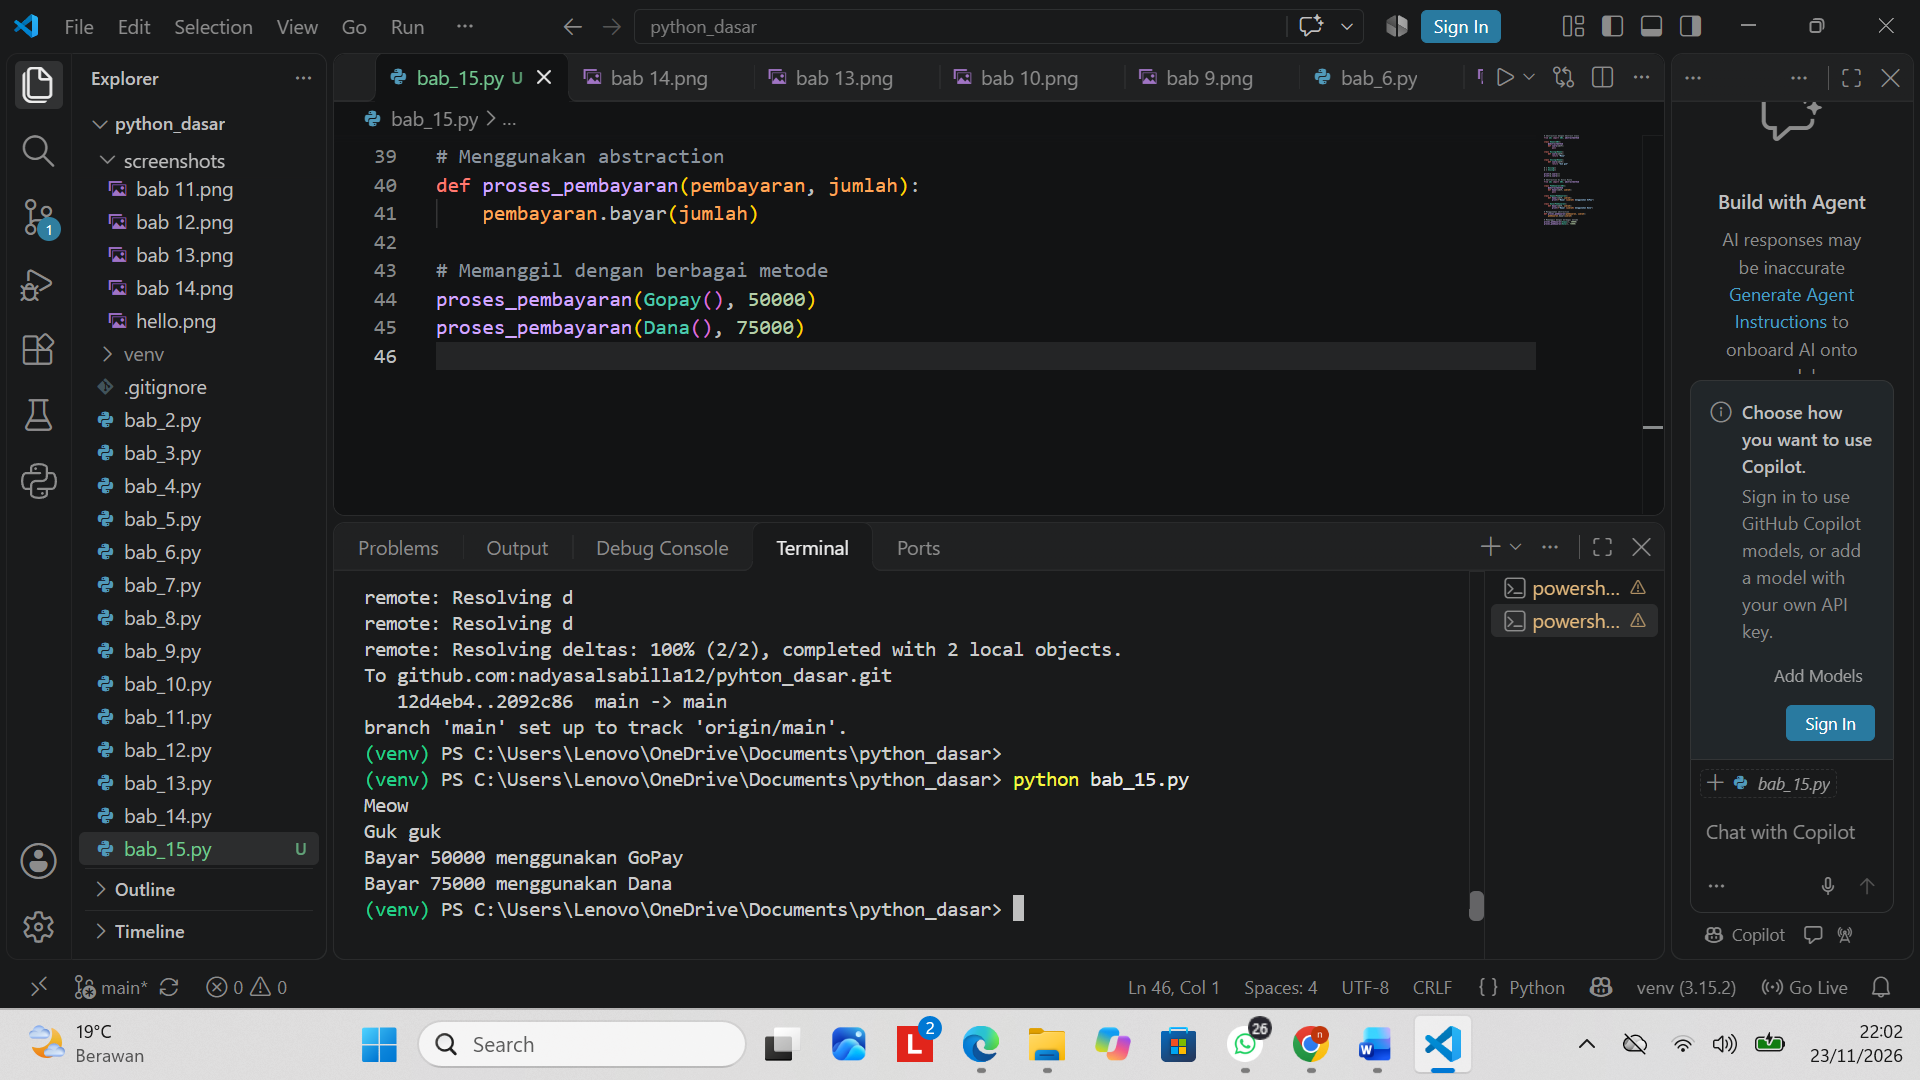 File Edit Selection View Go Run ...
python_dasar
Sign In
Explorer
python_dasar
screenshots
bab 11.png
bab 12.png
bab 13.png
bab 14.png
hello.png
venv
.gitignore
bab_2.py
bab_3.py
bab_4.py
bab_5.py
bab_6.py
bab_7.py
bab_8.py
bab_9.py
bab_10.py
bab_11.py
bab_12.py
bab_13.py
bab_14.py
bab_15.py U
Outline
Timeline
1
bab_15.py U bab 14.png bab 13.png bab 10.png bab 9.png bab_6.py
bab_15.py > ...
39 # Menggunakan abstraction
40 def proses_pembayaran(pembayaran, jumlah):
41 pembayaran.bayar(jumlah)
42
43 # Memanggil dengan berbagai metode
44 proses_pembayaran(Gopay(), 50000)
45 proses_pembayaran(Dana(), 75000)
46
Problems Output Debug Console Terminal Ports
remote: Resolving d
remote: Resolving d
remote: Resolving deltas: 100% (2/2), completed with 2 local objects.
To github.com:nadyasalsabilla12/pyhton_dasar.git
12d4eb4..2092c86 main -> main
branch 'main' set up to track 'origin/main'.
(venv) PS C:\Users\Lenovo\OneDrive\Documents\python_dasar>
(venv) PS C:\Users\Lenovo\OneDrive\Documents\python_dasar> python bab_15.py
Meow
Guk guk
Bayar 50000 menggunakan GoPay
Bayar 75000 menggunakan Dana
(venv) PS C:\Users\Lenovo\OneDrive\Documents\python_dasar>
powersh...
powersh...
Build with Agent
AI responses may
be inaccurate
Generate Agent
Instructions to
onboard AI onto
Choose how
you want to use
Copilot.
Sign in to use
GitHub Copilot
models, or add
a model with
your own API
key.
Add Models
Sign In
bab_15.py
Chat with Copilot
Copilot
main* 0 0
Ln 46, Col 1 Spaces: 4 UTF-8 CRLF { } Python venv (3.15.2) Go Live
19°C
Berawan
Search
2
26
22:02
23/11/2026